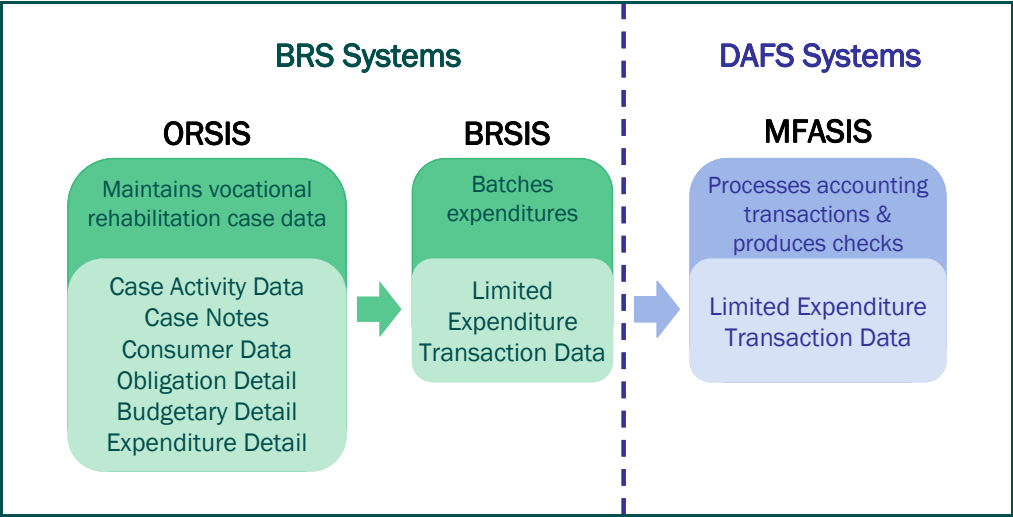 BRS Systems
DAFS Systems
ORSIS
BRSIS
MFASIS
Maintains vocational
rehabilitation case data
Case Activity Data
Case Notes
Consumer Data
Obligation Detail
Budgetary Detail
Expenditure Detail
Batches
expenditures
Limited
Expenditure
Transaction Data
Processes accounting
transactions &
produces checks
Limited Expenditure
Transaction Data